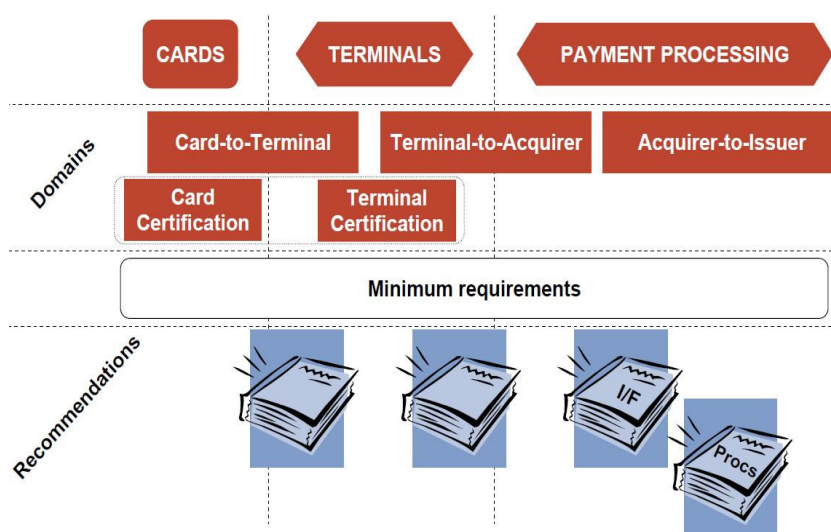 CARDS
TERMINALS
PAYMENT PROCESSING
Domains
Card-to-Terminal
Terminal-to-Acquirer
Acquirer-to-Issuer
Card
Certification
Terminal
Certification
Minimum requirements
Recommendations
I/F
Procs